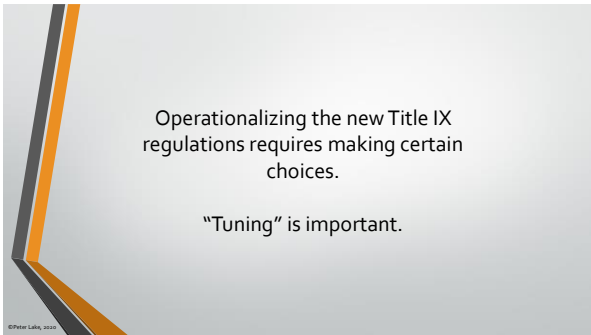 Operationalizing the new Title IX
regulations requires making certain
choices.
“Tuning” is important.
©Peter Lake, 2020